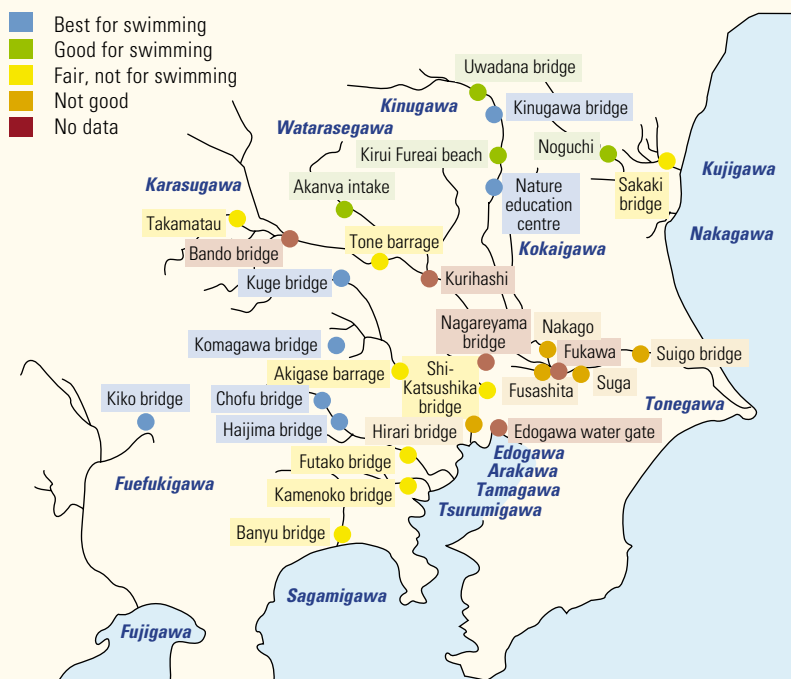 Best for swimming
Good for swimming
Fair, not for swimming
Not good
No data
Uwadana bridge
Kinugawa
Kinugawa bridge
Watarasegawa
Kirui Fureai beach
Noguchi
Kujigawa
Karasugawa
Akanva intake
Nature
education
centre
Sakaki
bridge
Takamatau
Tone barrage
Nakagawa
Bando bridge
Kokaigawa
Kuge bridge
Kurihashi
Nagareyama
bridge
Nakago
Komagawa bridge
Fukawa
Suigo bridge
Akigase barrage
Shi-
Katsushika
bridge
Fusashita
Suga
Kiko bridge
Chofu bridge
Tonegawa
Haijima bridge
Hirari bridge
Edogawa water gate
Edogawa
Futako bridge
Arakawa
Fuefukigawa
Kamenoko bridge
Tamagawa
Tsurumigawa
Banyu bridge
Sagamigawa
Fujigawa